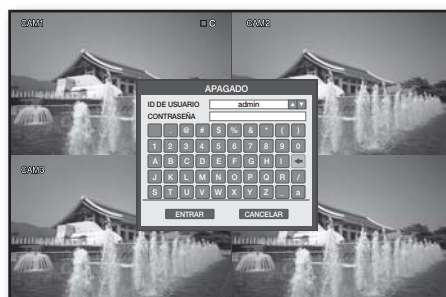 CAM1
C
CAM2
APAGADO
ID DE USUARIO admin
CONTRASEÑA
. @ # $ % & * ( )
1 2 3 4 5 6 7 8 9 0
A B C D E F G H I ←
J K L M N O P Q R /
S T U V W X Y Z _ a
ENTRAR CANCELAR
CAM3